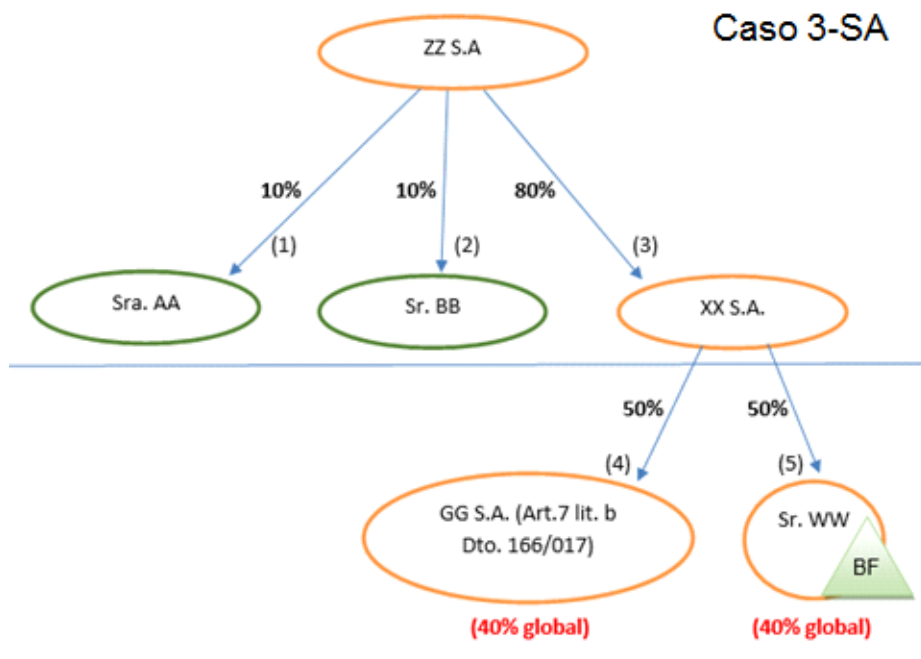 Caso 3-SA
ZZ S.A
10%
10%
80%
(1)
(2)
(3)
Sra. AA
Sr. BB
XX S.A.
50%
50%
(4)
(5)
GG S.A. (Art.7 lit. b
Dto. 166/017)
Sr. WW
BF
(40% global)
(40% global)